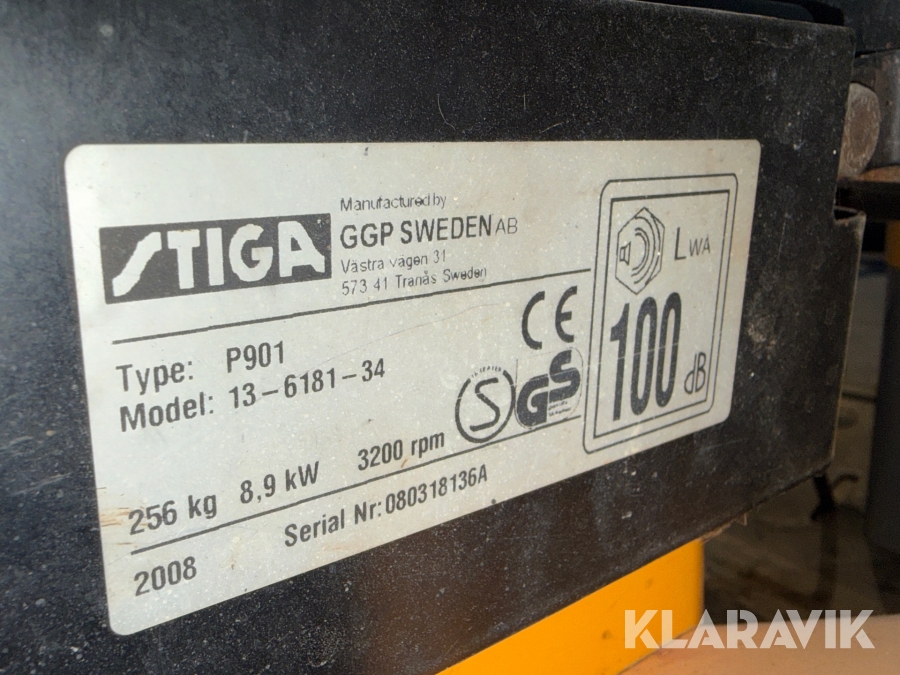 STIGA
Manufactured by
GGP SWEDEN AB
Västra vägen 31
573 41 Tranås Sweden
Type: P901
Model: 13-6181-34
256 kg 8,9 kW 3200 rpm
2008 Serial Nr: 080318136A
CE
S
GS
LWA
100
dB
KLARAVIK